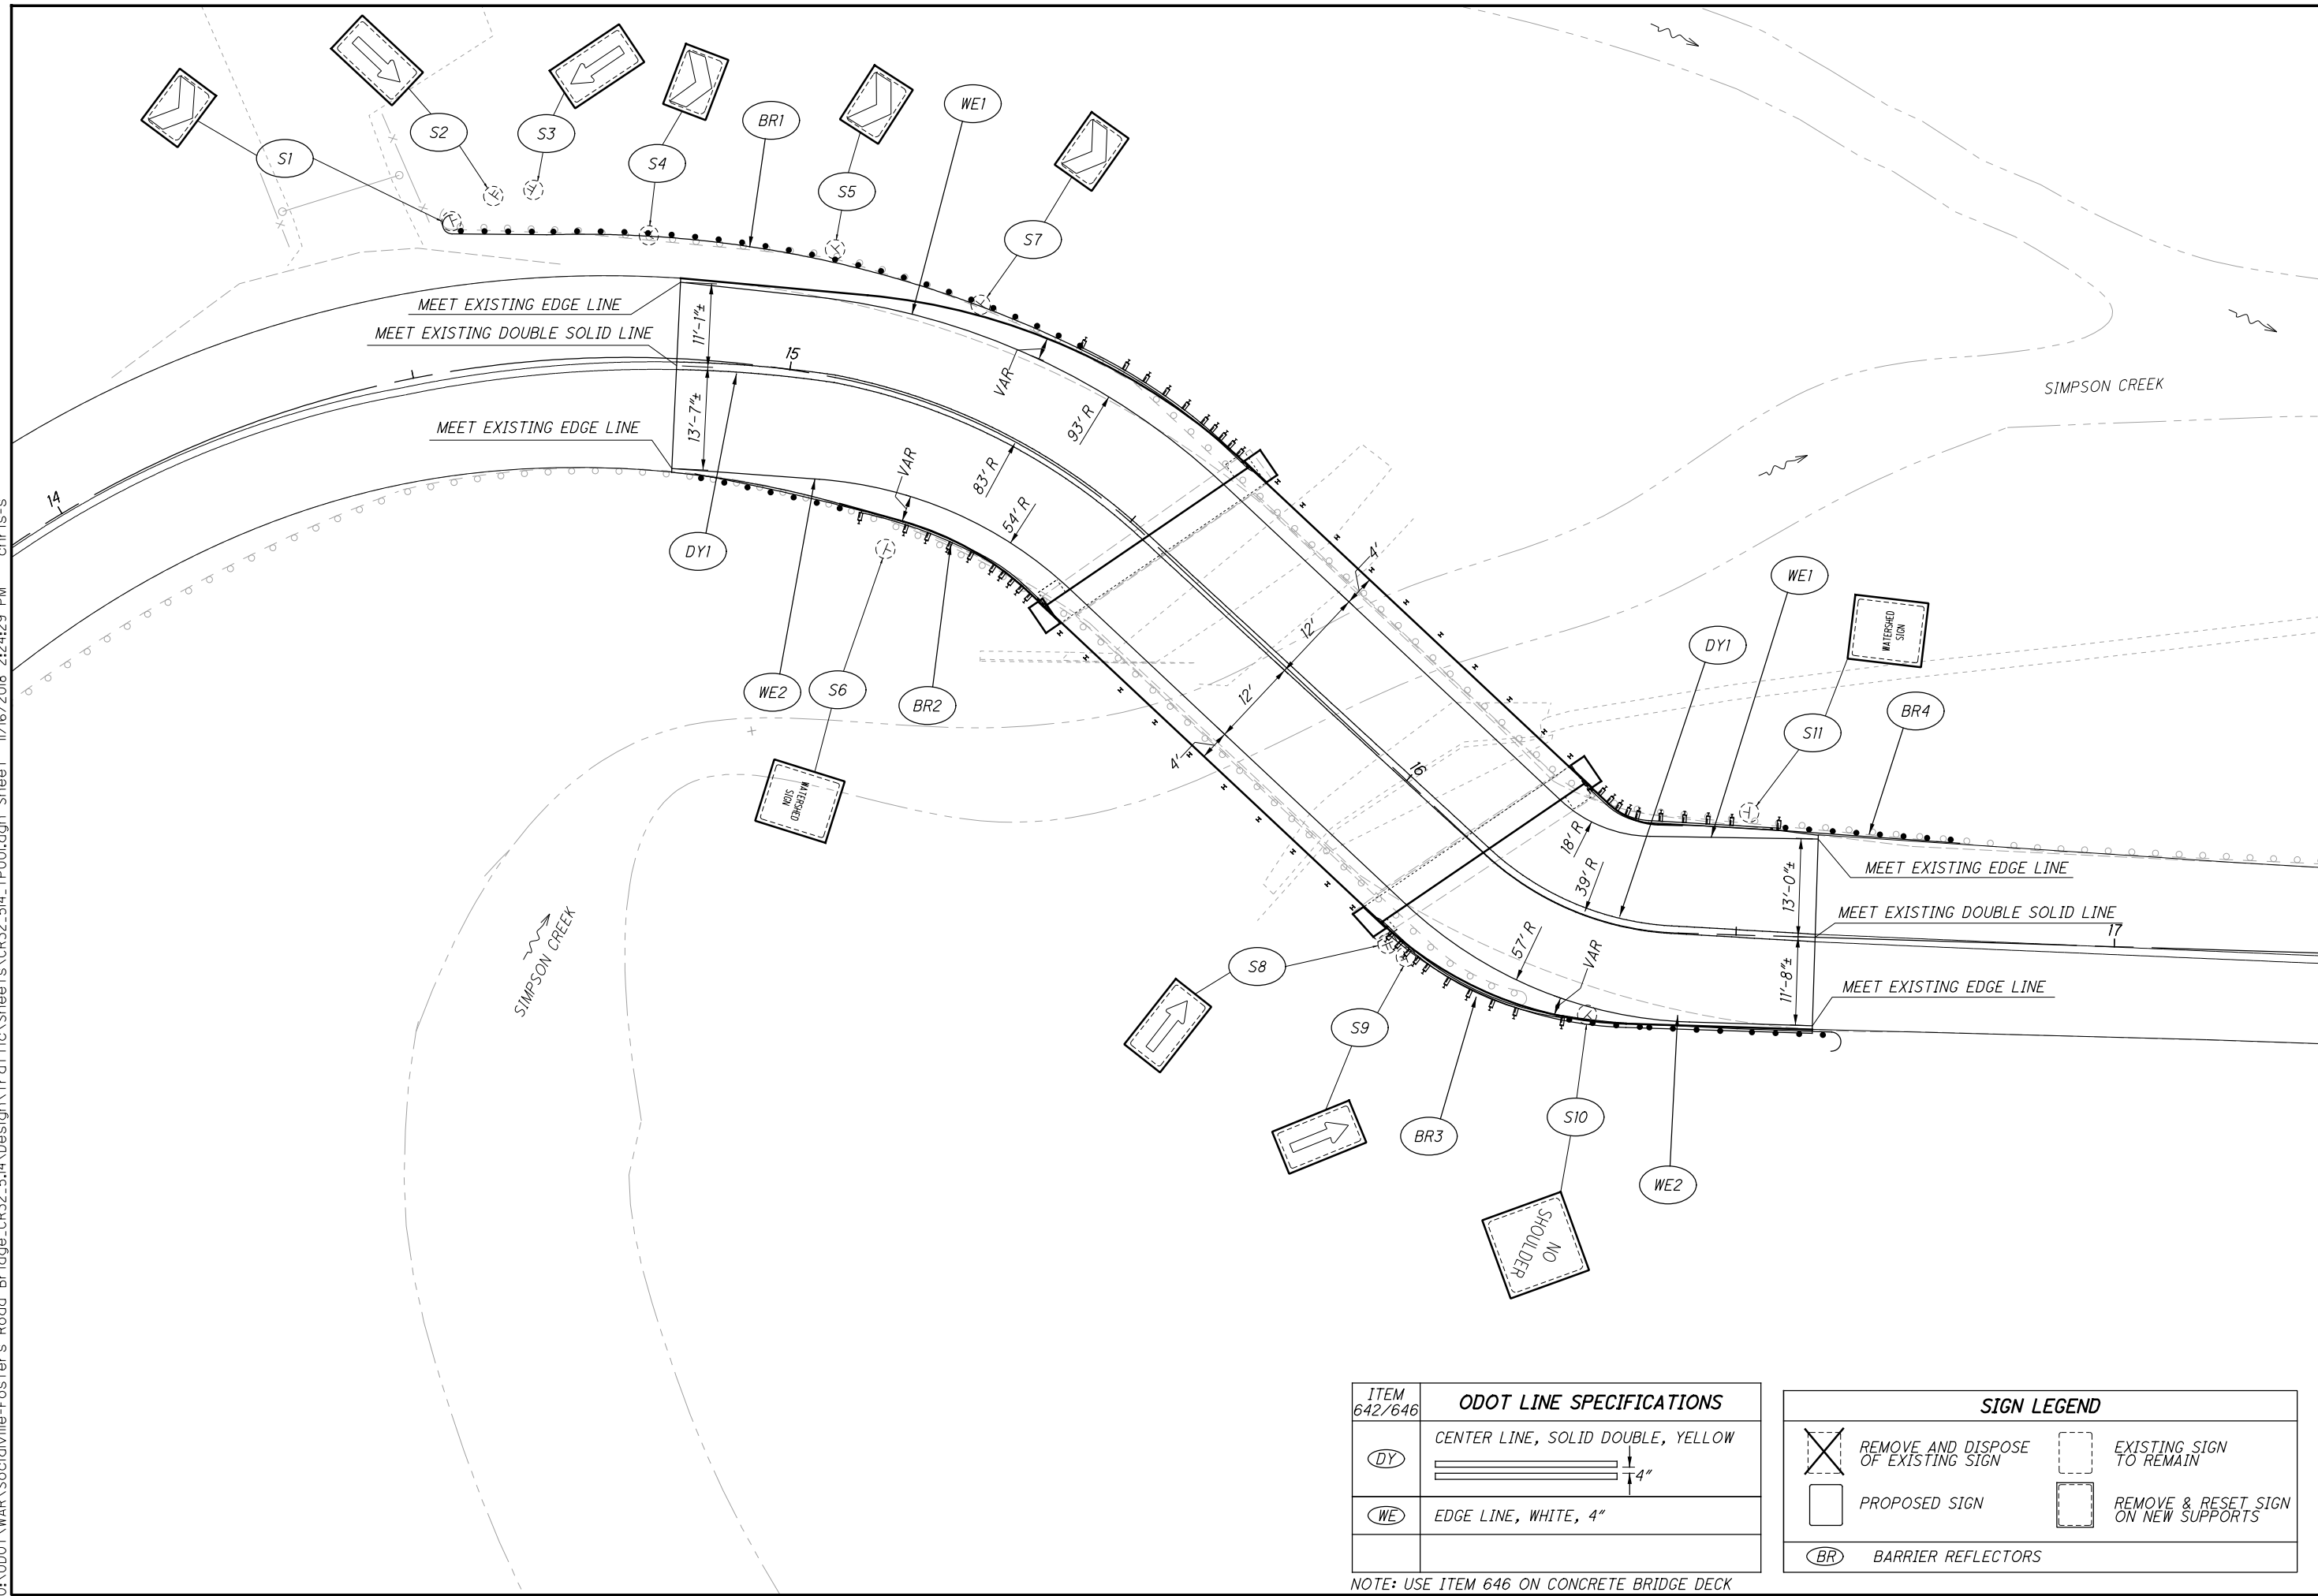 S1
S2
S3
S4
BR1
S5
WE1
S7
MEET EXISTING EDGE LINE
MEET EXISTING DOUBLE SOLID LINE
11'-1"±
15
VAR
93' R
SIMPSON CREEK
MEET EXISTING EDGE LINE
13'-7"±
83' R
VAR
54' R
14
DY1
WE2
S6
BR2
WATERSHED
SIGN
4'
12'
12'
4'
16
WE1
DY1
WATERSHED
SIGN
S11
BR4
18' R
39' R
57' R
VAR
13'-0"±
11'-8"±
MEET EXISTING EDGE LINE
MEET EXISTING DOUBLE SOLID LINE
17
MEET EXISTING EDGE LINE
SIMPSON CREEK
S8
S9
BR3
S10
WE2
NO
SHOULDER
ITEM
642/646
ODOT LINE SPECIFICATIONS
DY
CENTER LINE, SOLID DOUBLE, YELLOW
4"
WE
EDGE LINE, WHITE, 4"
NOTE: USE ITEM 646 ON CONCRETE BRIDGE DECK
SIGN LEGEND
REMOVE AND DISPOSE
OF EXISTING SIGN
EXISTING SIGN
TO REMAIN
PROPOSED SIGN
REMOVE & RESET SIGN
ON NEW SUPPORTS
BR
BARRIER REFLECTORS